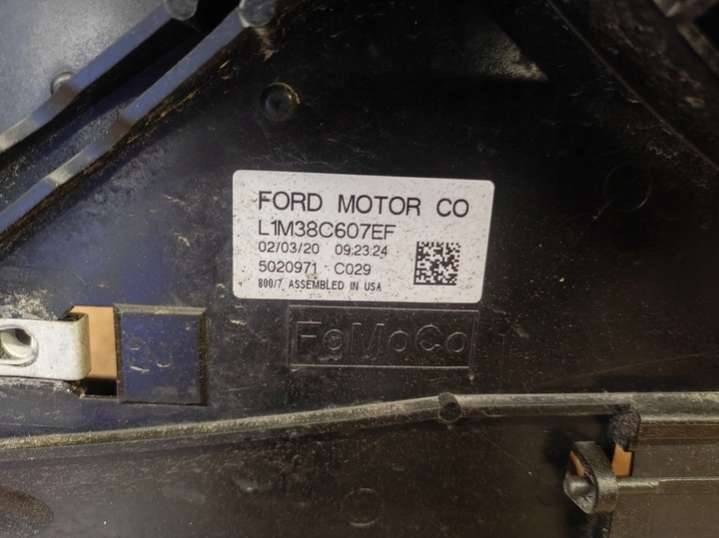 FORD MOTOR CO
L1M38C607EF
02/03/20 09:23:24
5020971 C029
800/7 ASSEMBLED IN USA
FoMoCo